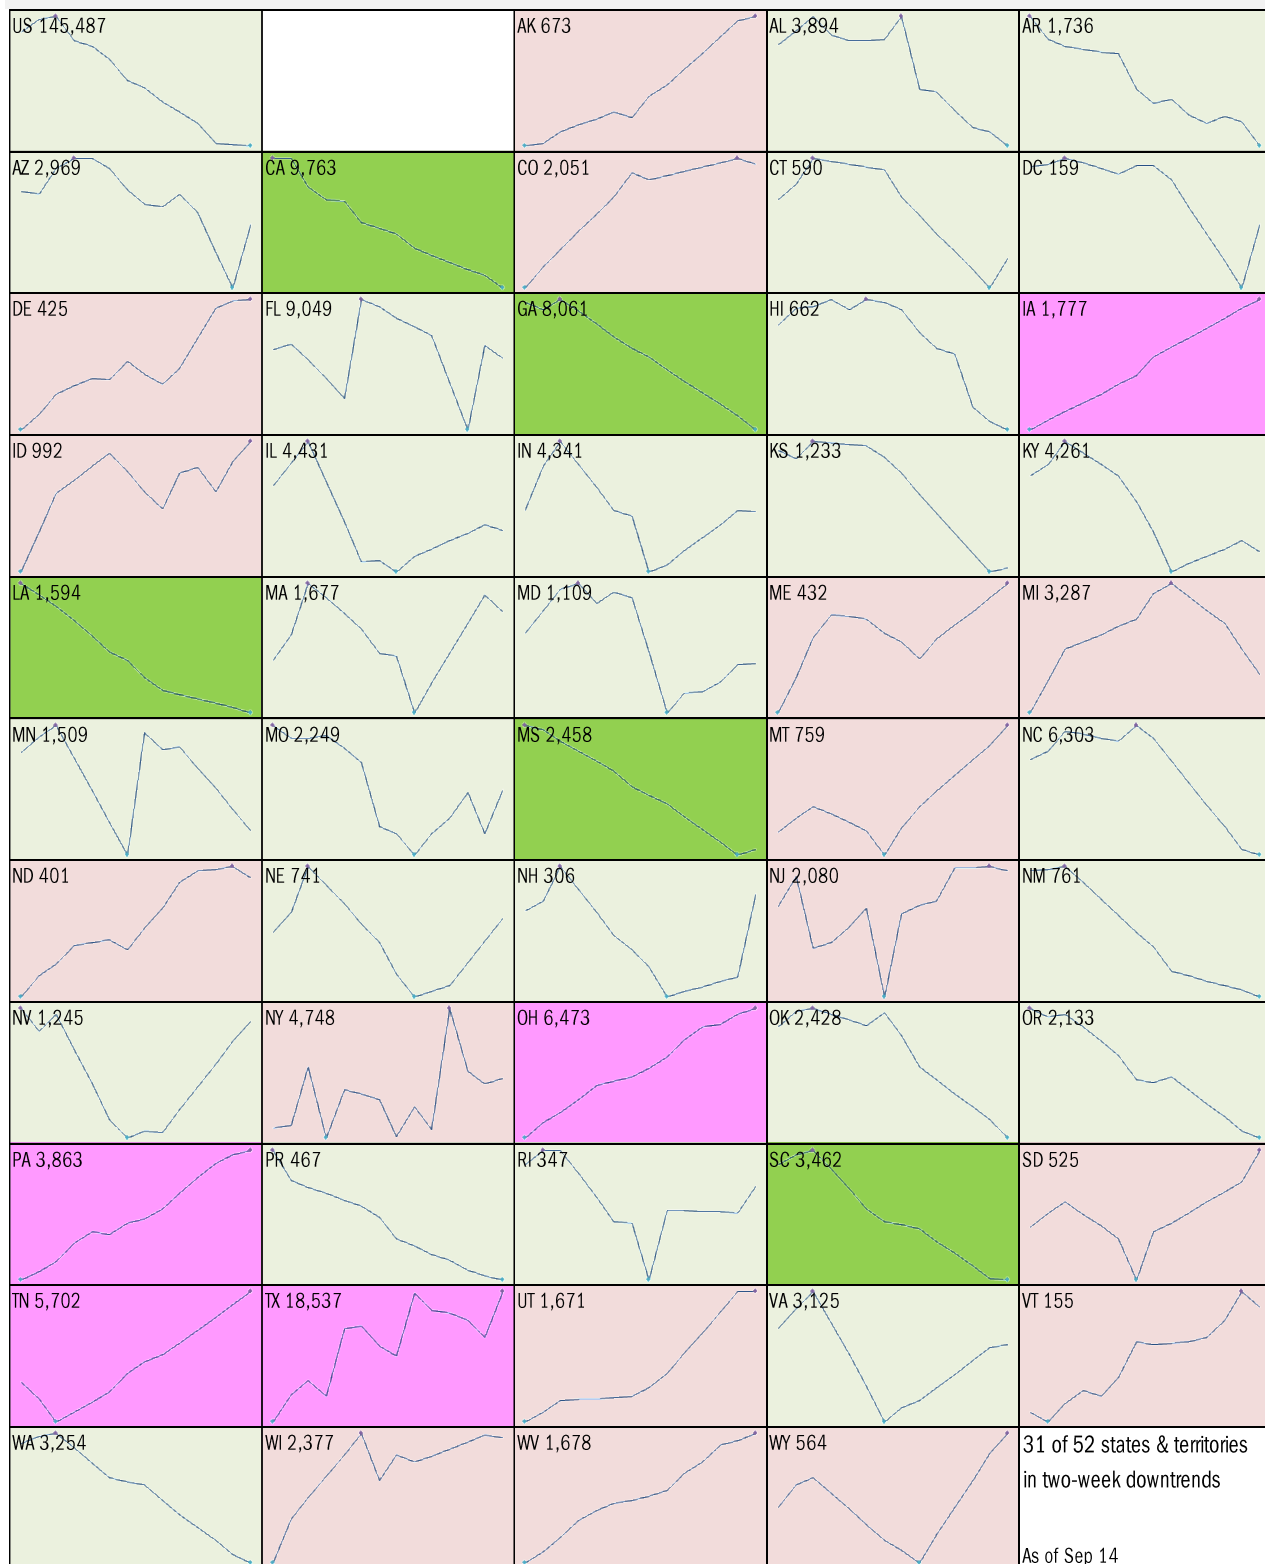 US 145,487
AK 673
AL 3,894
AR 1,736
AZ 2,969
CA 9,763
CO 2,051
CT 590
DC 159
DE 425
FL 9,049
GA 8,061
HI 662
IA 1,777
ID 992
IL 4,431
IN 4,341
KS 1,233
KY 4,261
LA 1,594
MA 1,677
MD 1,109
ME 432
MI 3,287
MN 1,509
MO 2,249
MS 2,458
MT 759
NC 6,303
ND 401
NE 741
NH 306
NJ 2,080
NM 761
NV 1,245
NY 4,748
OH 6,473
OK 2,428
OR 2,133
PA 3,863
PR 467
RI 347
SC 3,462
SD 525
TN 5,702
TX 18,537
UT 1,671
VA 3,125
VT 155
WA 3,254
WI 2,377
WV 1,678
WY 564
31 of 52 states & territories
in two-week downtrends
As of Sep 14